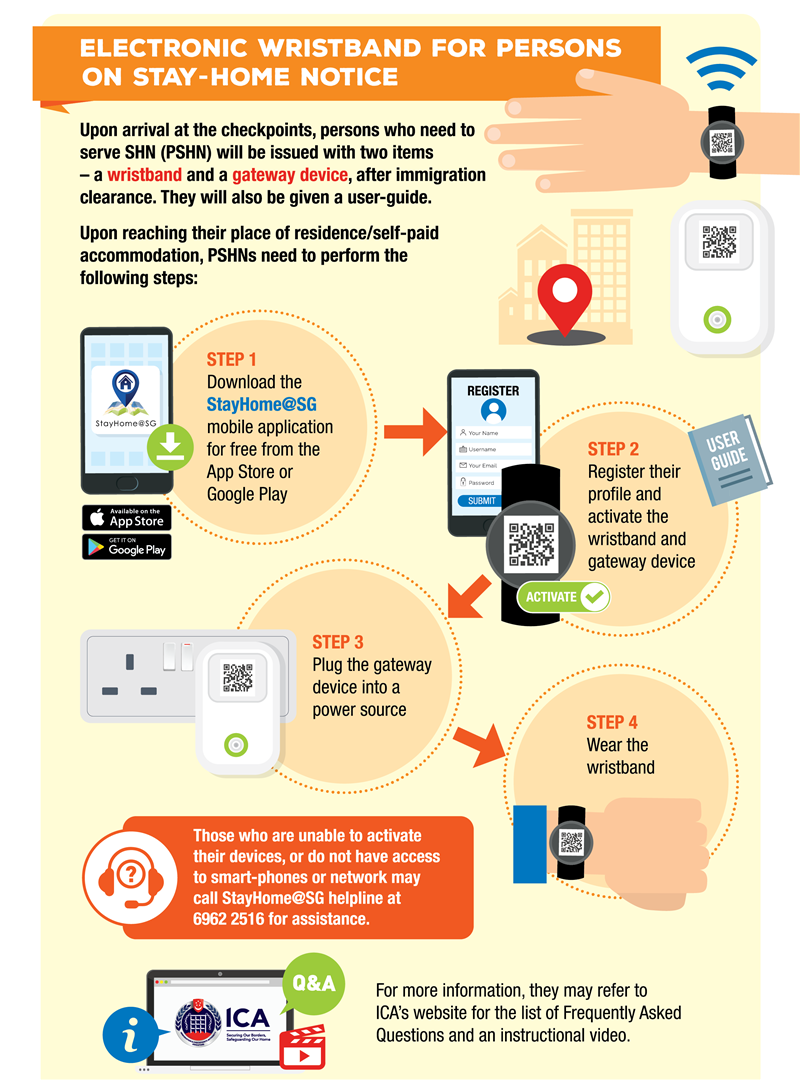 ELECTRONIC WRISTBAND FOR PERSONS
ON STAY-HOME NOTICE
Upon arrival at the checkpoints, persons who need to
serve SHN (PSHN) will be issued with two items
– a wristband and a gateway device, after immigration
clearance. They will also be given a user-guide.
Upon reaching their place of residence/self-paid
accommodation, PSHNs need to perform the
following steps:
StayHome@SG
Available on the
App Store
GET IT ON
Google Play
STEP 1
Download the
StayHome@SG
mobile application
for free from the
App Store or
Google Play
REGISTER
Your Name
Username
Your Email
Password
SUBMIT
ACTIVATE
USER
GUIDE
STEP 2
Register their
profile and
activate the
wristband and
gateway device
STEP 3
Plug the gateway
device into a
power source
STEP 4
Wear the
wristband
?
Those who are unable to activate
their devices, or do not have access
to smart-phones or network may
call StayHome@SG helpline at
6962 2516 for assistance.
i
ICA
Securing Our Borders,
Safeguarding Our Home
Q&A
For more information, they may refer to
ICA's website for the list of Frequently Asked
Questions and an instructional video.